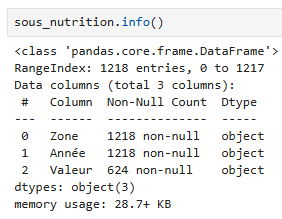 sous_nutrition.info()
<class 'pandas.core.frame.DataFrame'>
RangeIndex: 1218 entries, 0 to 1217
Data columns (total 3 columns):
 #   Column  Non-Null Count  Dtype
---  ------  --------------  -----
 0   Zone    1218 non-null   object
 1   Année   1218 non-null   object
 2   Valeur  624 non-null    object
dtypes: object(3)
memory usage: 28.7+ KB